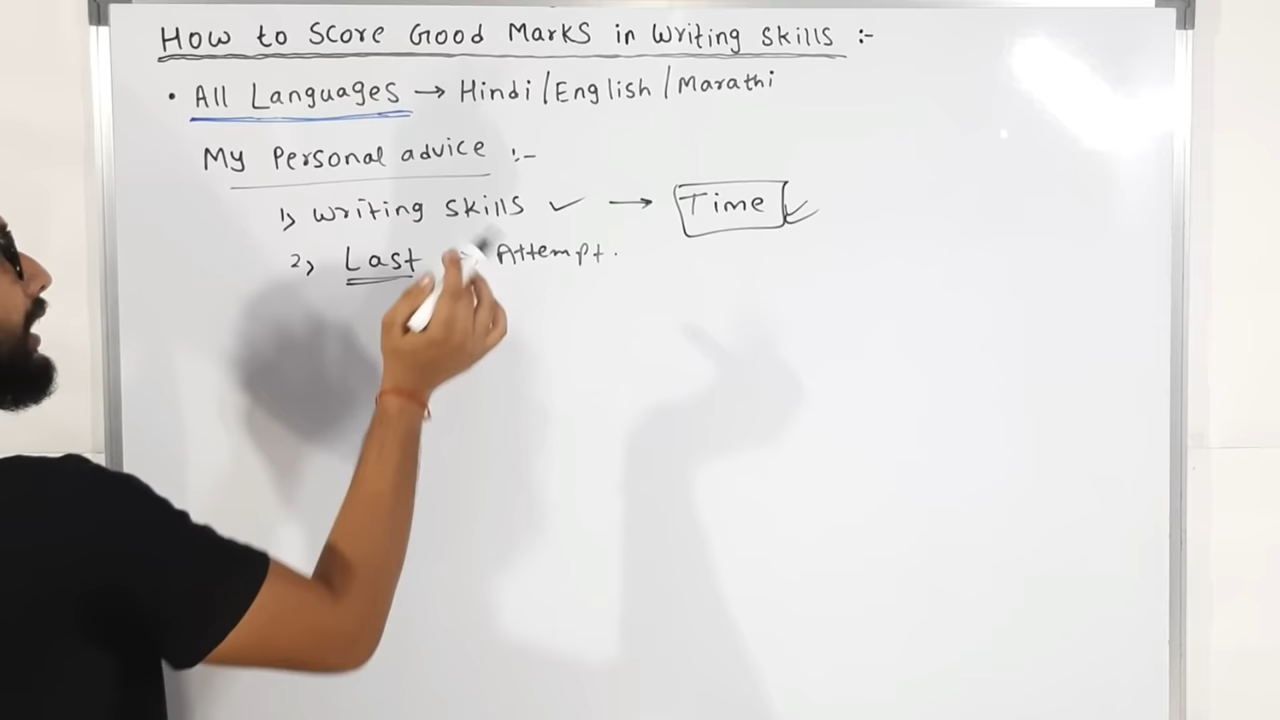 How to Score Good Marks in Writing Skills :-
• All Languages → Hindi/English/Marathi
My Personal advice :-
1) Writing Skills ✓ → Time ✓
2) Last Attempt.